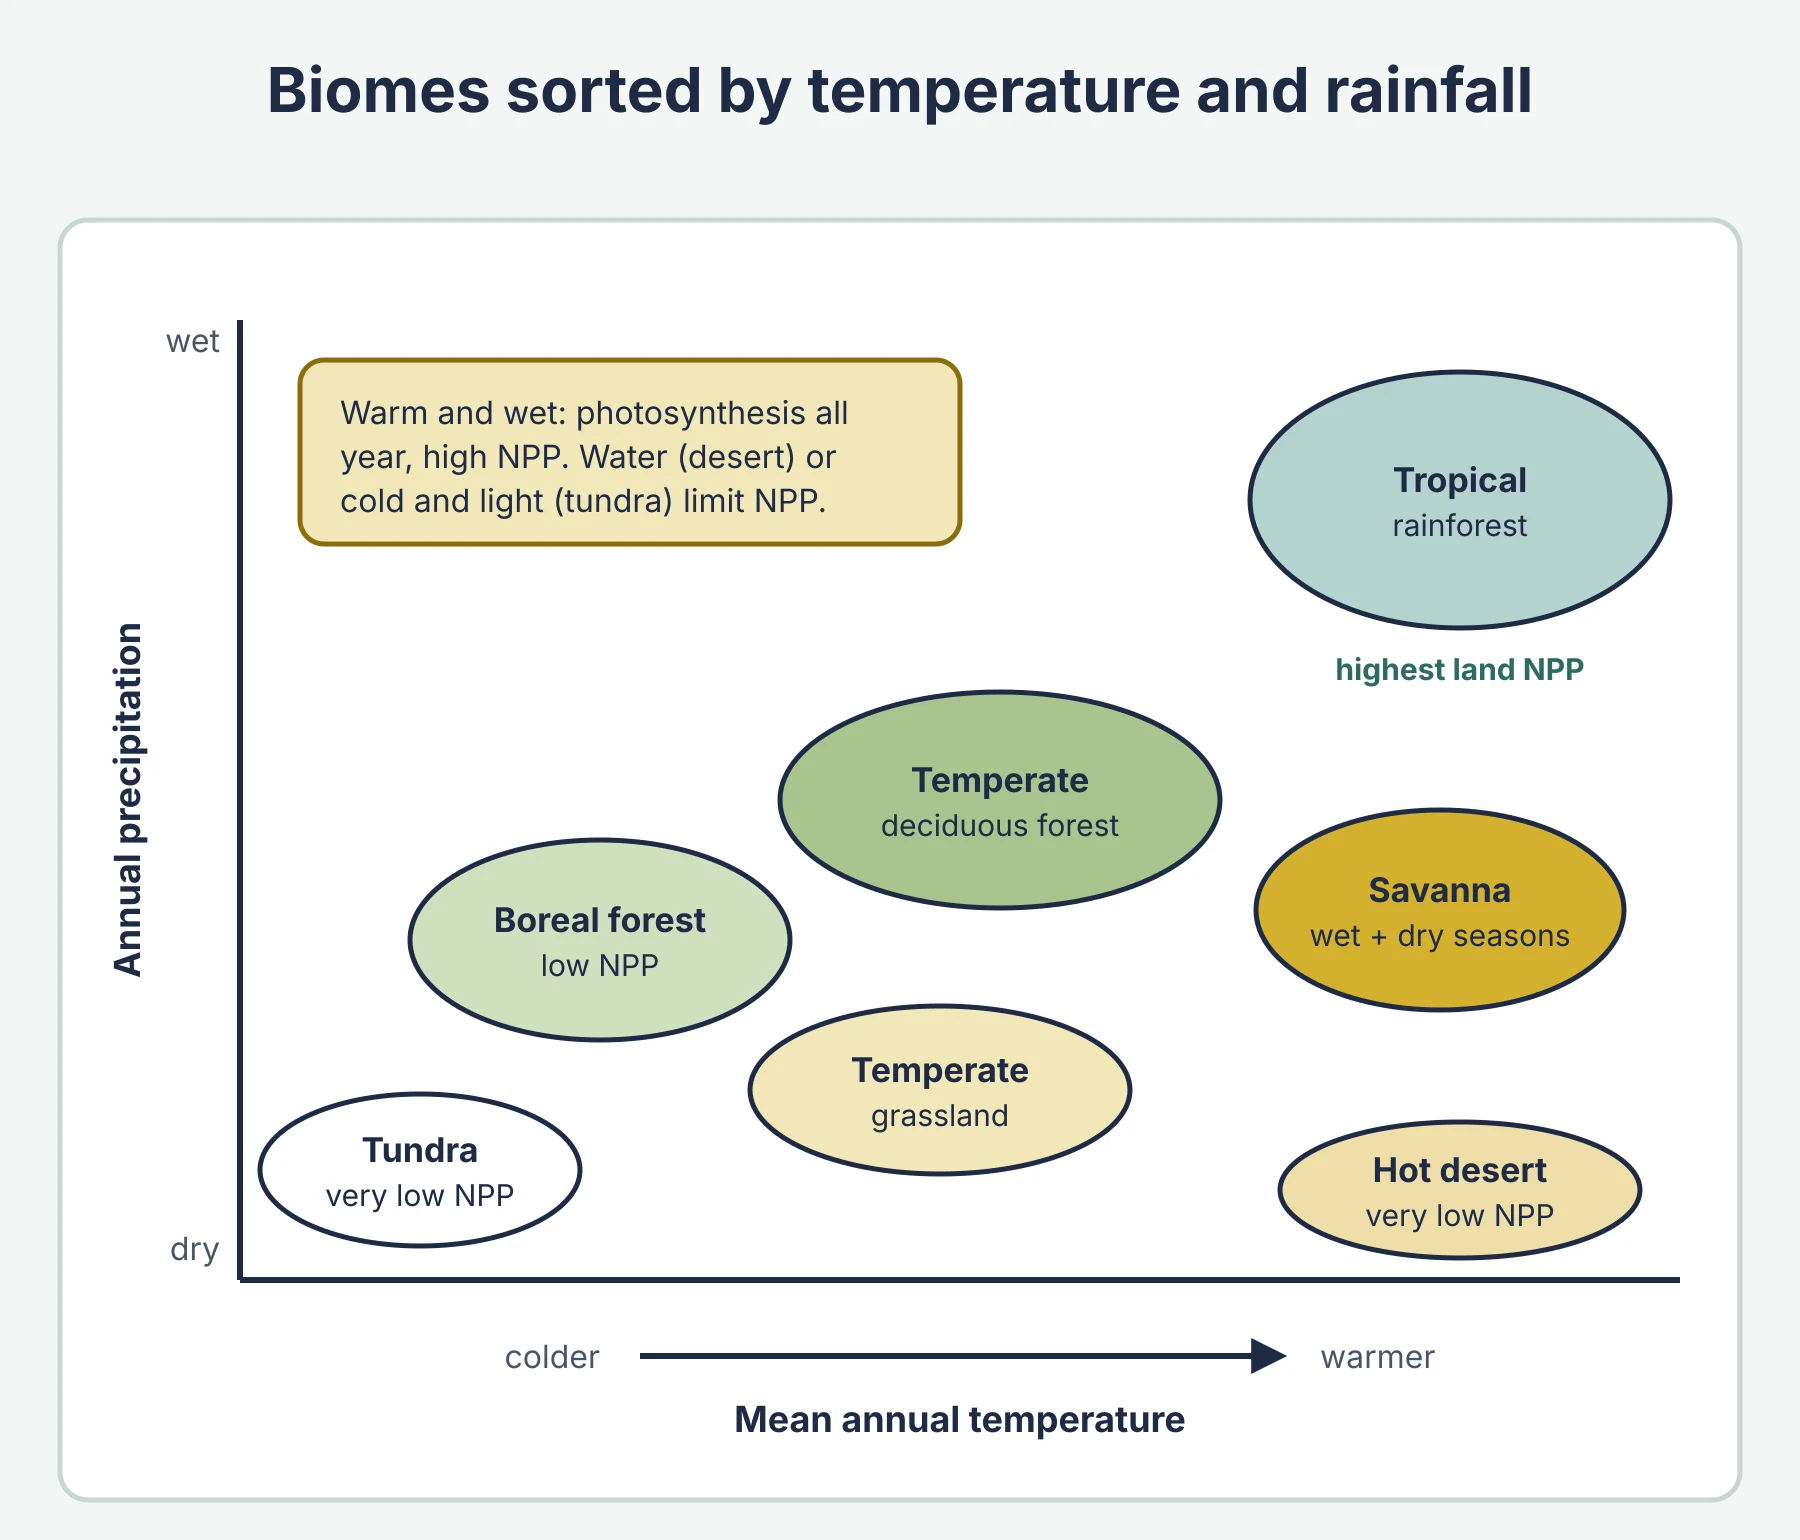 Biomes sorted by temperature and rainfall
wet
Warm and wet: photosynthesis all
year, high NPP. Water (desert) or
cold and light (tundra) limit NPP.
Tropical
rainforest
highest land NPP
Annual precipitation
Temperate
deciduous forest
Savanna
wet + dry seasons
Boreal forest
low NPP
Temperate
grassland
Tundra
very low NPP
Hot desert
very low NPP
dry
colder
warmer
Mean annual temperature